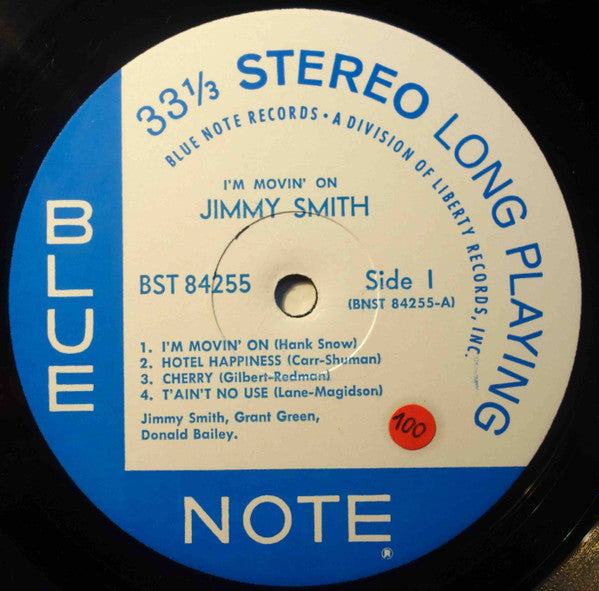 33⅓ STEREO LONG PLAYING
BLUE NOTE RECORDS • A DIVISION OF LIBERTY RECORDS, INC.
I'M MOVIN' ON
JIMMY SMITH
BST 84255
Side I
(BNST 84255-A)
1. I'M MOVIN' ON (Hank Snow)
2. HOTEL HAPPINESS (Carr-Shuman)
3. CHERRY (Gilbert-Redman)
4. T'AIN'T NO USE (Lane-Magidson)
Jimmy Smith, Grant Green,
Donald Bailey.
100
BLUE
NOTE
®